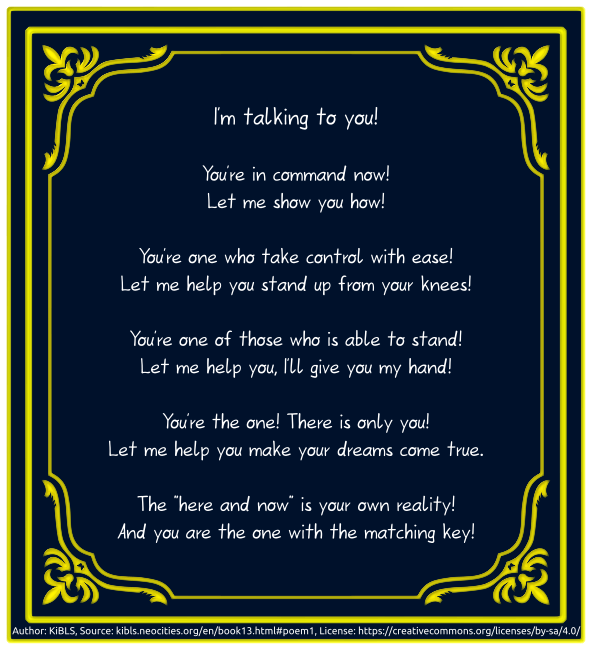 I'm talking to you!
You're in command now!
Let me show you how!
You're one who take control with ease!
Let me help you stand up from your knees!
You're one of those who is able to stand!
Let me help you, I'll give you my hand!
You're the one! There is only you!
Let me help you make your dreams come true.
The "here and now" is your own reality!
And you are the one with the matching key!
Author: KiBLS, Source: kibls.neocities.org/en/book13.html#poem1, License: https://creativecommons.org/licenses/by-sa/4.0/